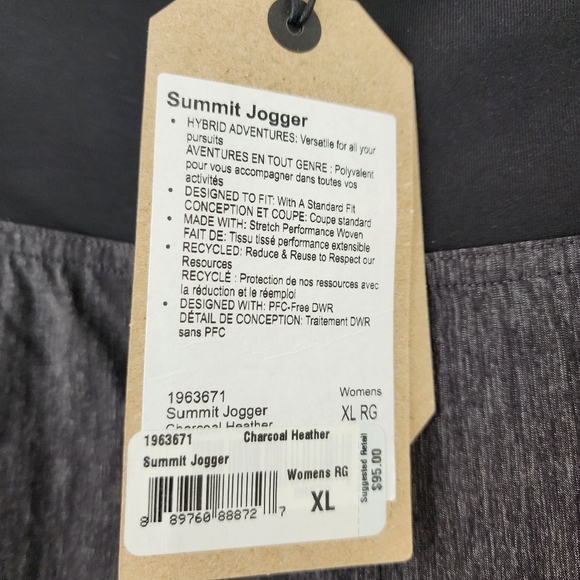 Summit Jogger
• HYBRID ADVENTURES: Versatile for all your
pursuits
AVENTURES EN TOUT GENRE : Polyvalent
pour vous accompagner dans toutes vos
activités
• DESIGNED TO FIT: With A Standard Fit
CONCEPTION ET COUPE: Coupe standard
• MADE WITH: Stretch Performance Woven
FAIT DE: Tissu tissé performance extensible
• RECYCLED: Reduce & Reuse to Respect our
Resources
RECYCLÉ : Protection de nos ressources avec
la réduction et le réemploi
• DESIGNED WITH: PFC-Free DWR
DÉTAIL DE CONCEPTION: Traitement DWR
sans PFC
1963671 Womens
Summit Jogger XL RG
Charcoal Heather
1963671 Charcoal Heather
Summit Jogger
Womens RG
XL
8 89760 88872 7
Suggested Retail
$95.00